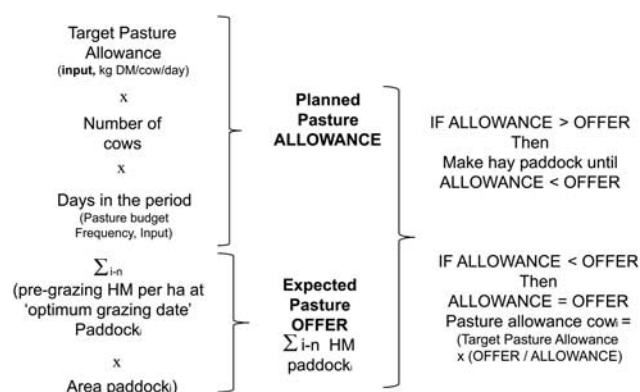 Target Pasture
Allowance
(input, kg DM/cow/day)
x
Number of
cows
x
Days in the period
(Pasture budget
Frequency, Input)
∑i-n
(pre-grazing HM per ha at
‘optimum grazing date’
Paddocki
x
Area paddocki)
Planned
Pasture
ALLOWANCE
Expected
Pasture
OFFER
∑ i-n HM
paddocki
IF ALLOWANCE > OFFER
Then
Make hay paddock until
ALLOWANCE < OFFER
IF ALLOWANCE < OFFER
Then
ALLOWANCE = OFFER
Pasture allowance cowi =
(Target Pasture Allowance
x (OFFER / ALLOWANCE)